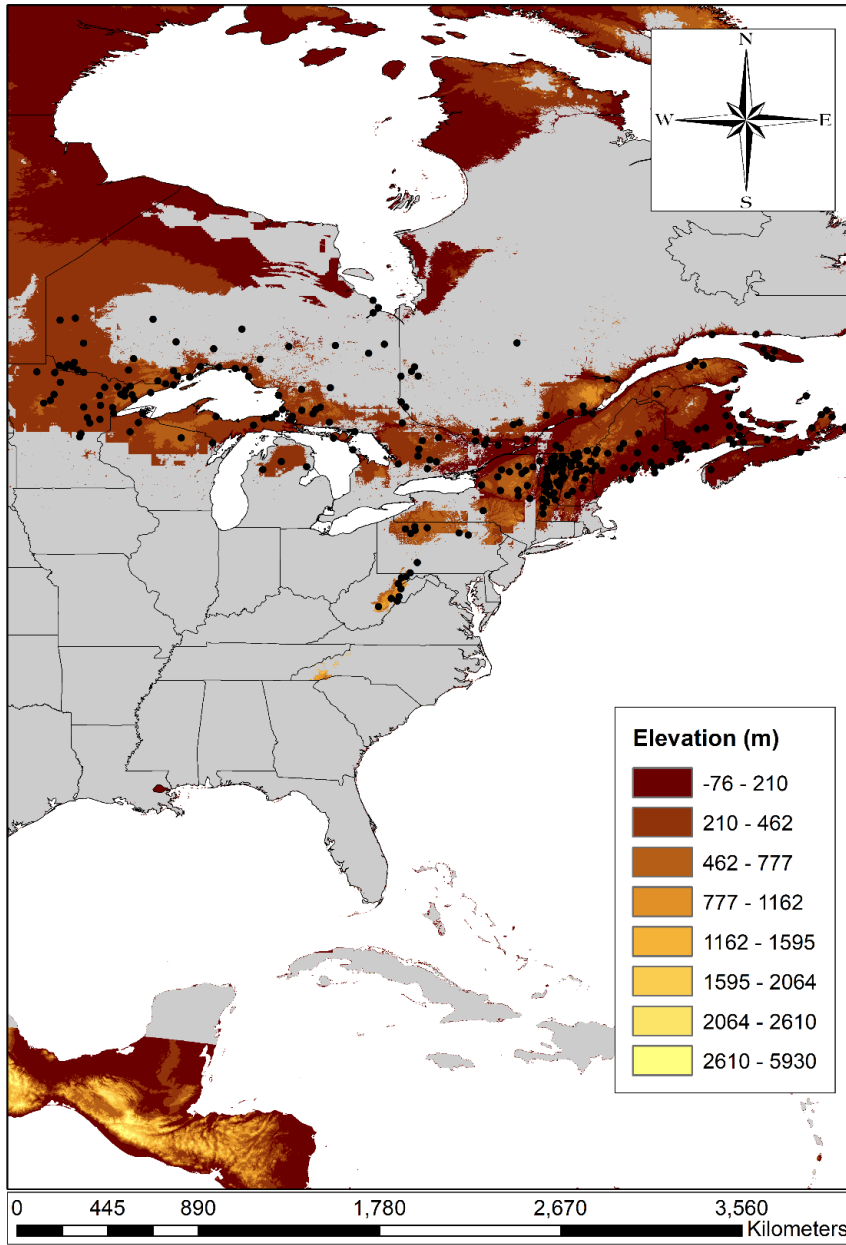 N
W E
S
Elevation (m)
-76 - 210
210 - 462
462 - 777
777 - 1162
1162 - 1595
1595 - 2064
2064 - 2610
2610 - 5930
0 445 890 1,780 2,670 3,560
Kilometers